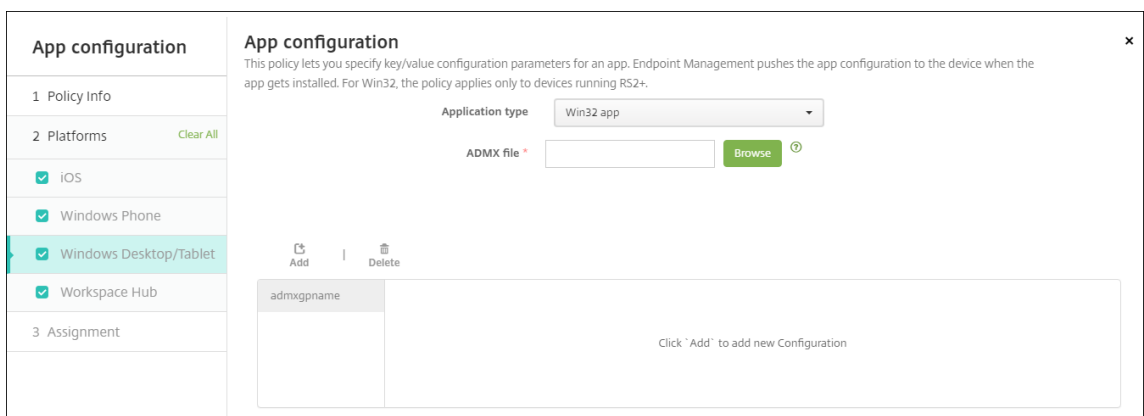 App configuration
1 Policy Info
2 Platforms
Clear All
iOS
Windows Phone
Windows Desktop/Tablet
Workspace Hub
3 Assignment
App configuration
This policy lets you specify key/value configuration parameters for an app. Endpoint Management pushes the app configuration to the device when the
app gets installed. For Win32, the policy applies only to devices running RS2+.
Application type
Win32 app
ADMX file *
Browse
Add
Delete
admxgpname
Click `Add` to add new Configuration